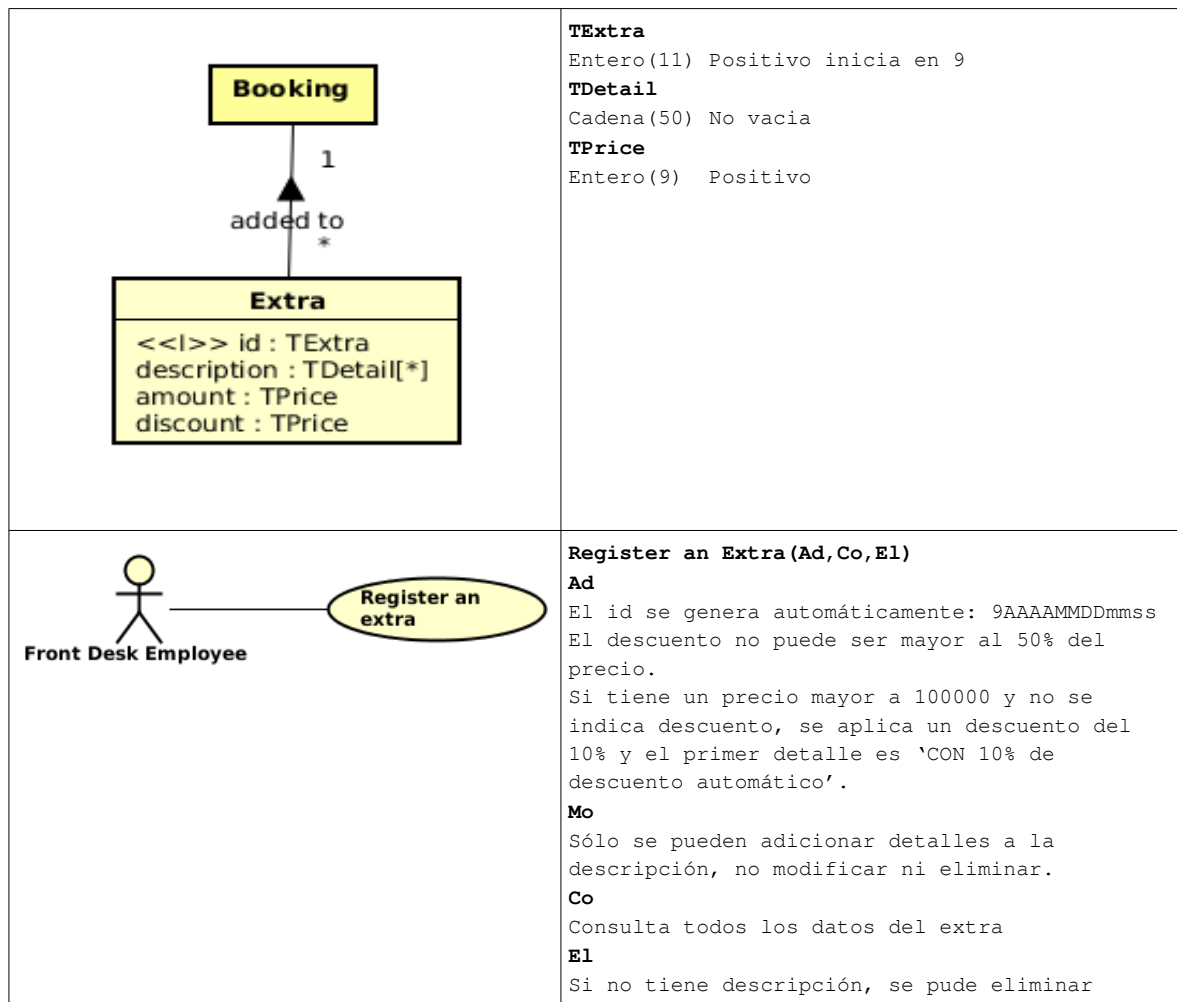 Booking
1
added to
*
Extra
<<I>> id : TExtra
description : TDetail[*]
amount : TPrice
discount : TPrice
TExtra
Entero(11) Positivo inicia en 9
TDetail
Cadena(50) No vacia
TPrice
Entero(9)  Positivo
Register an
extra
Front Desk Employee
Register an Extra(Ad,Co,El)
Ad
El id se genera automáticamente: 9AAAAMMDDmmss
El descuento no puede ser mayor al 50% del
precio.
Si tiene un precio mayor a 100000 y no se
indica descuento, se aplica un descuento del
10% y el primer detalle es ‘CON 10% de
descuento automático’.
Mo
Sólo se pueden adicionar detalles a la
descripción, no modificar ni eliminar.
Co
Consulta todos los datos del extra
El
Si no tiene descripción, se pude eliminar